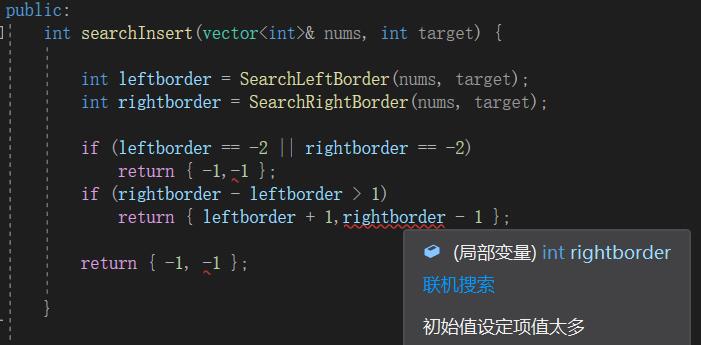 public:
int searchInsert(vector<int>& nums, int target) {
int leftborder = SearchLeftBorder(nums, target);
int rightborder = SearchRightBorder(nums, target);
if (leftborder == -2 || rightborder == -2)
return { -1,-1 };
if (rightborder - leftborder > 1)
return { leftborder + 1,rightborder - 1 };
(局部变量) int rightborder
联机搜索
return { -1, -1 };
初始值设定项值太多
}